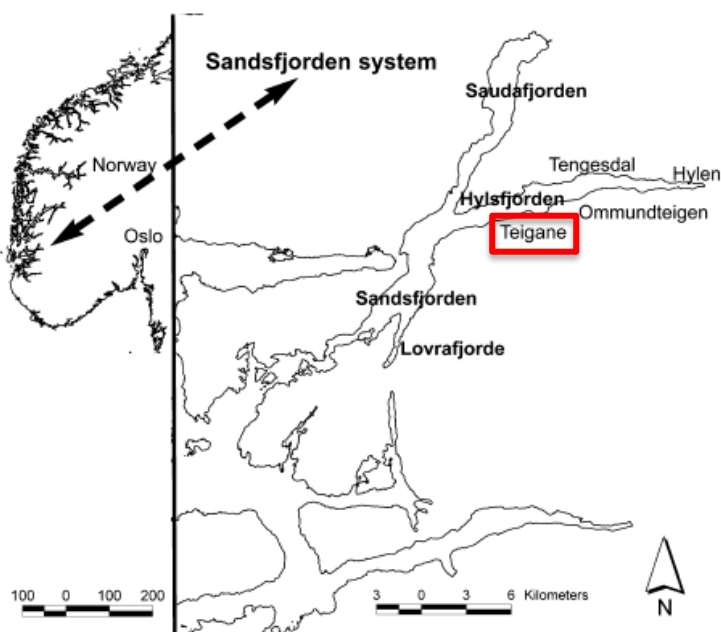 Sandsfjorden system
Saudafjorden
Norway
Tengesdal
Hylen
Hylsfjorden
Ommundteigen
Oslo
Teigane
Sandsfjorden
Lovrafjorde
100 0 100 200
3 0 3 6 Kilometers
N